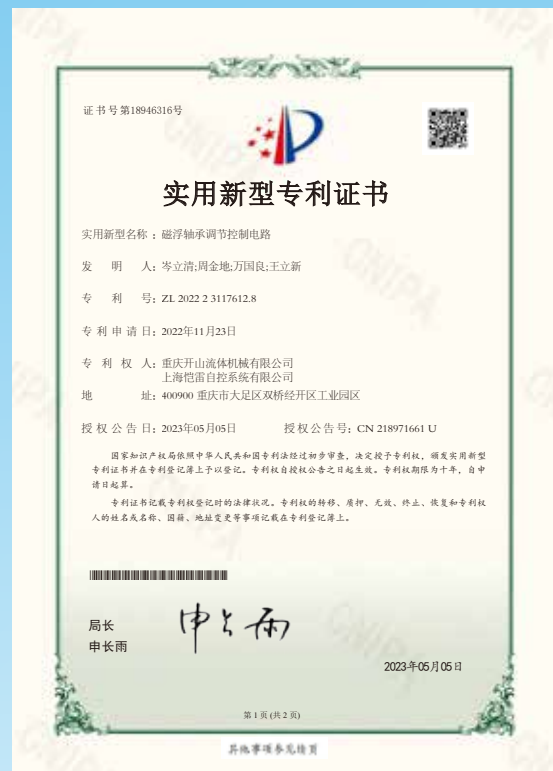 证书号第18946316号
实用新型专利证书
实用新型名称：磁浮轴承调节控制电路
发明人：岑立清;周金地;万国良;王立新
专利号：ZL 2022 2 3117612.8
专利申请日：2022年11月23日
专利权人：重庆开山流体机械有限公司
上海恺雷自控系统有限公司
地址：400900 重庆市大足区双桥经开区工业园区
授权公告日：2023年05月05日 授权公告号：CN 218971661 U
国家知识产权局依照中华人民共和国专利法经过初步审查，决定授予专利权，颁发实用新型
专利证书并在专利登记簿上予以登记。专利权自授权公告之日起生效。专利权期限为十年，自申
请日起算。
专利证书记载专利权登记时的法律状况。专利权的转移、质押、无效、终止、恢复和专利权
人的姓名或名称、国籍、地址变更等事项记载在专利登记簿上。
局长
申长雨
申长雨
2023年05月05日
第1页(共2页)
其他事项参见续页
CNIPA